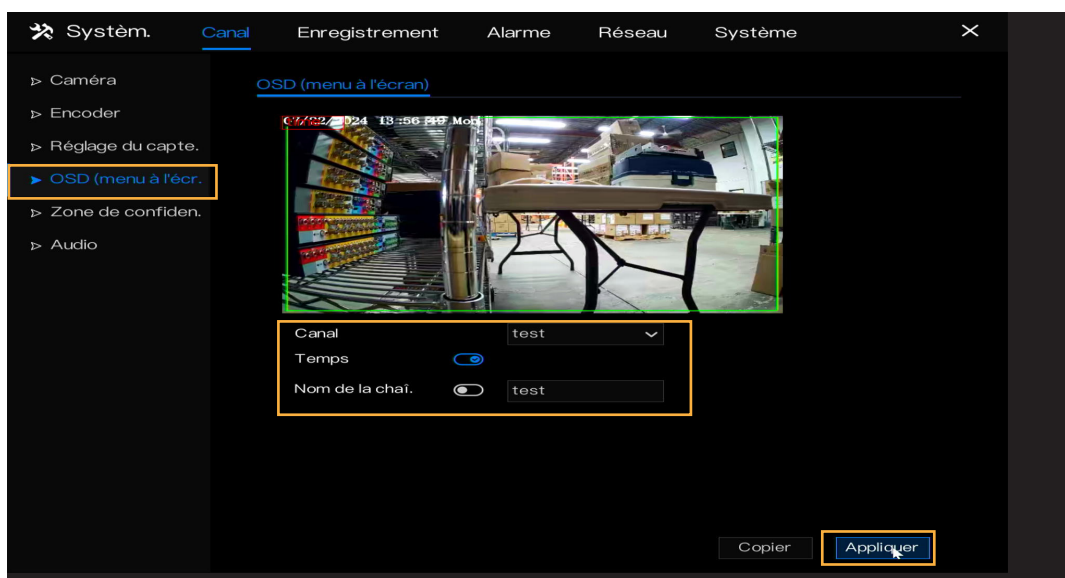 Systèm.
Canal
Enregistrement
Alarme
Réseau
Système
Caméra
Encoder
Réglage du capte.
OSD (menu à l'écr.
Zone de confiden.
Audio
OSD (menu à l'écran)
Canal
test
Temps
Nom de la chaî.
test
Copier
Appliquer